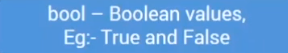 bool – Boolean values,
Eg:- True and False